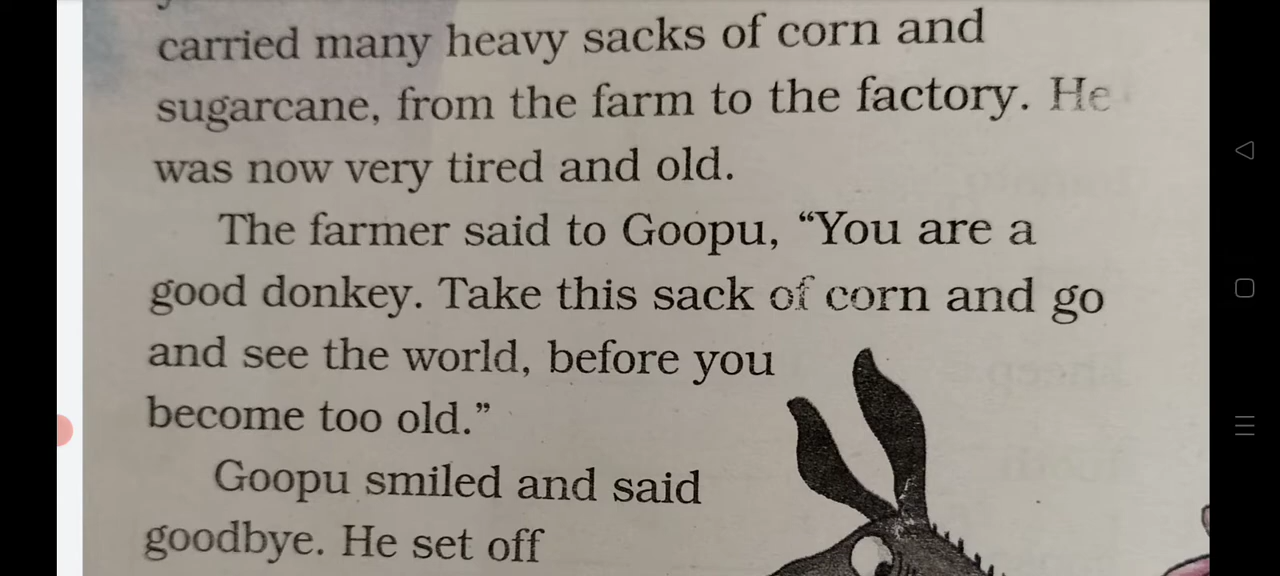 carried many heavy sacks of corn and
sugarcane, from the farm to the factory. He
was now very tired and old.
The farmer said to Goopu, “You are a
good donkey. Take this sack of corn and go
and see the world, before you
become too old.”
Goopu smiled and said
goodbye. He set off